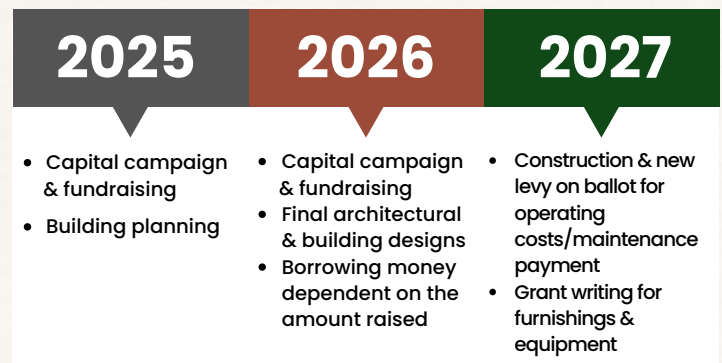 2025
• Capital campaign
& fundraising
• Building planning
2026
• Capital campaign
& fundraising
• Final architectural
& building designs
• Borrowing money
dependent on the
amount raised
2027
• Construction & new
levy on ballot for
operating
costs/maintenance
payment
• Grant writing for
furnishings &
equipment